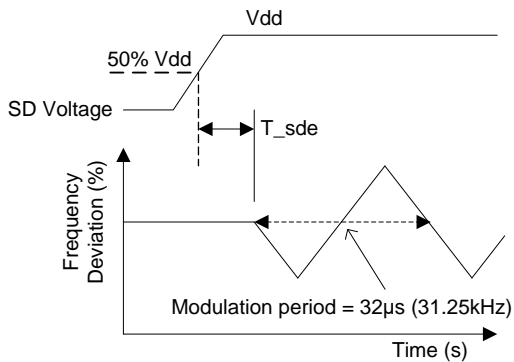 Vdd
50% Vdd
SD Voltage
T_sde
Frequency
Deviation (%)
Modulation period = 32µs (31.25kHz)
Time (s)